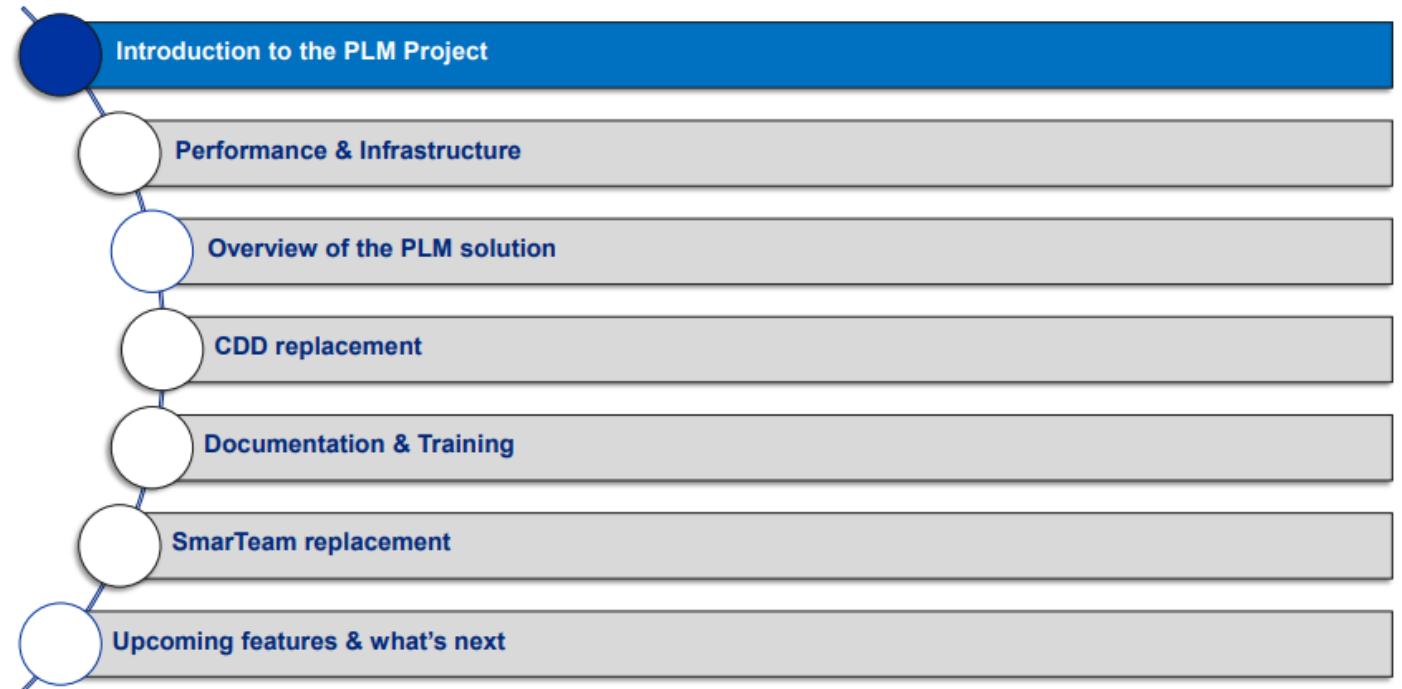 Introduction to the PLM Project
Performance & Infrastructure
Overview of the PLM solution
CDD replacement
Documentation & Training
SmarTeam replacement
Upcoming features & what’s next